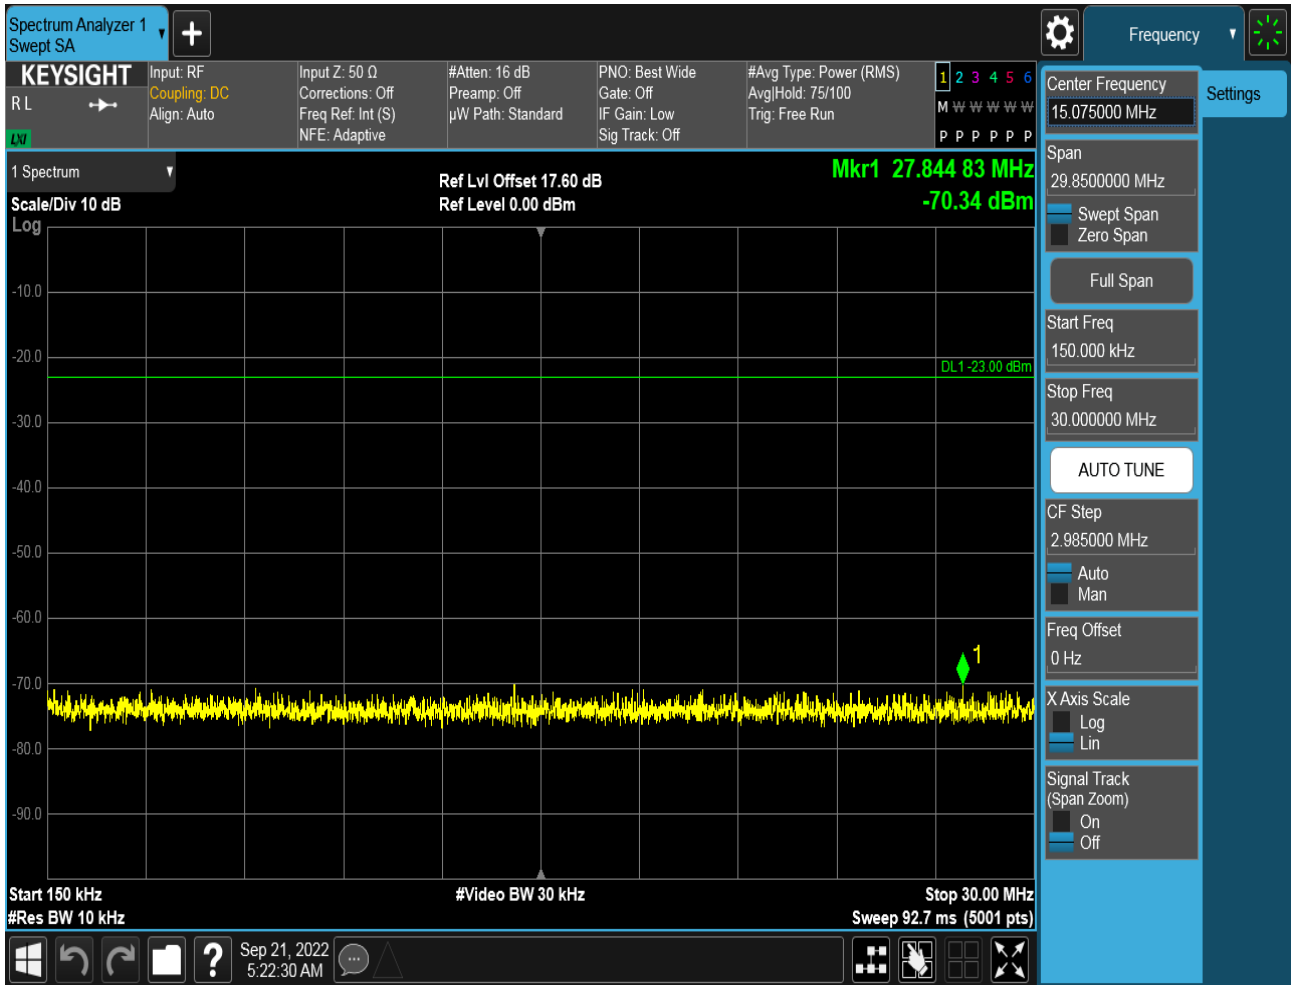 Spectrum Analyzer 1
Swept SA
Frequency
KEYSIGHT
R L
LXI
Input: RF
Coupling: DC
Align: Auto
Input Z: 50 Ω
Corrections: Off
Freq Ref: Int (S)
NFE: Adaptive
#Atten: 16 dB
Preamp: Off
µW Path: Standard
PNO: Best Wide
Gate: Off
IF Gain: Low
Sig Track: Off
#Avg Type: Power (RMS)
Avg|Hold: 75/100
Trig: Free Run
1 2 3 4 5 6
M W W W W W
P P P P P P
1 Spectrum
Scale/Div 10 dB
Log
Ref Lvl Offset 17.60 dB
Ref Level 0.00 dBm
Mkr1 27.844 83 MHz
-70.34 dBm
-10.0
-20.0
DL1 -23.00 dBm
-30.0
-40.0
-50.0
-60.0
1
-70.0
-80.0
-90.0
Start 150 kHz
#Video BW 30 kHz
Stop 30.00 MHz
#Res BW 10 kHz
Sweep 92.7 ms (5001 pts)
Center Frequency
15.075000 MHz
Settings
Span
29.8500000 MHz
Swept Span
Zero Span
Full Span
Start Freq
150.000 kHz
Stop Freq
30.000000 MHz
AUTO TUNE
CF Step
2.985000 MHz
Auto
Man
Freq Offset
0 Hz
X Axis Scale
Log
Lin
Signal Track
(Span Zoom)
On
Off
?
Sep 21, 2022
5:22:30 AM